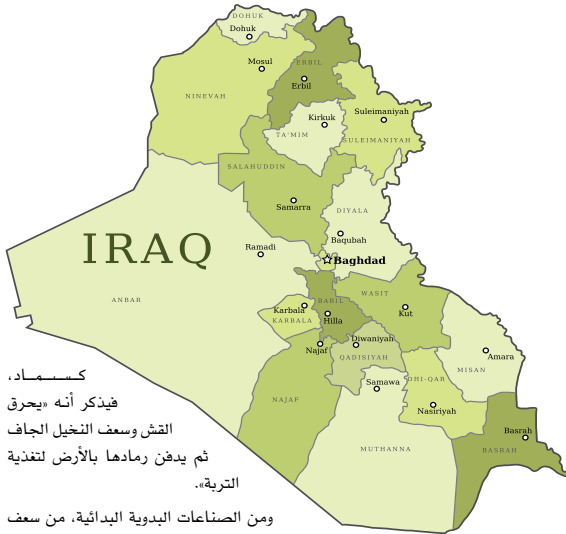 DOHUK
Dohuk
Mosul
ERBIL
Erbil
NINEVAH
Suleimaniyah
Kirkuk
TA'MIM
SULEIMANIYAH
SALAHUDDIN
Samarra
DIYALA
Baqubah
IRAQ
Ramadi
Baghdad
ANBAR
WASIT
BABIL
Karbala
KARBALA
Hilla
Kut
Diwaniyah
Najaf
QADISIYAH
Amara
MISAN
DHI-QAR
Samawa
NAJAF
Nasiriyah
Basrah
BASRAH
MUTHANNA
كـســمــاد،
فيذكر أنه «يحرق
القش وسعف النخيل الجاف
ثم يدفن رمادها بالأرض لتغذية
التربة».
ومن الصناعات البدوية البدائية، من سعف